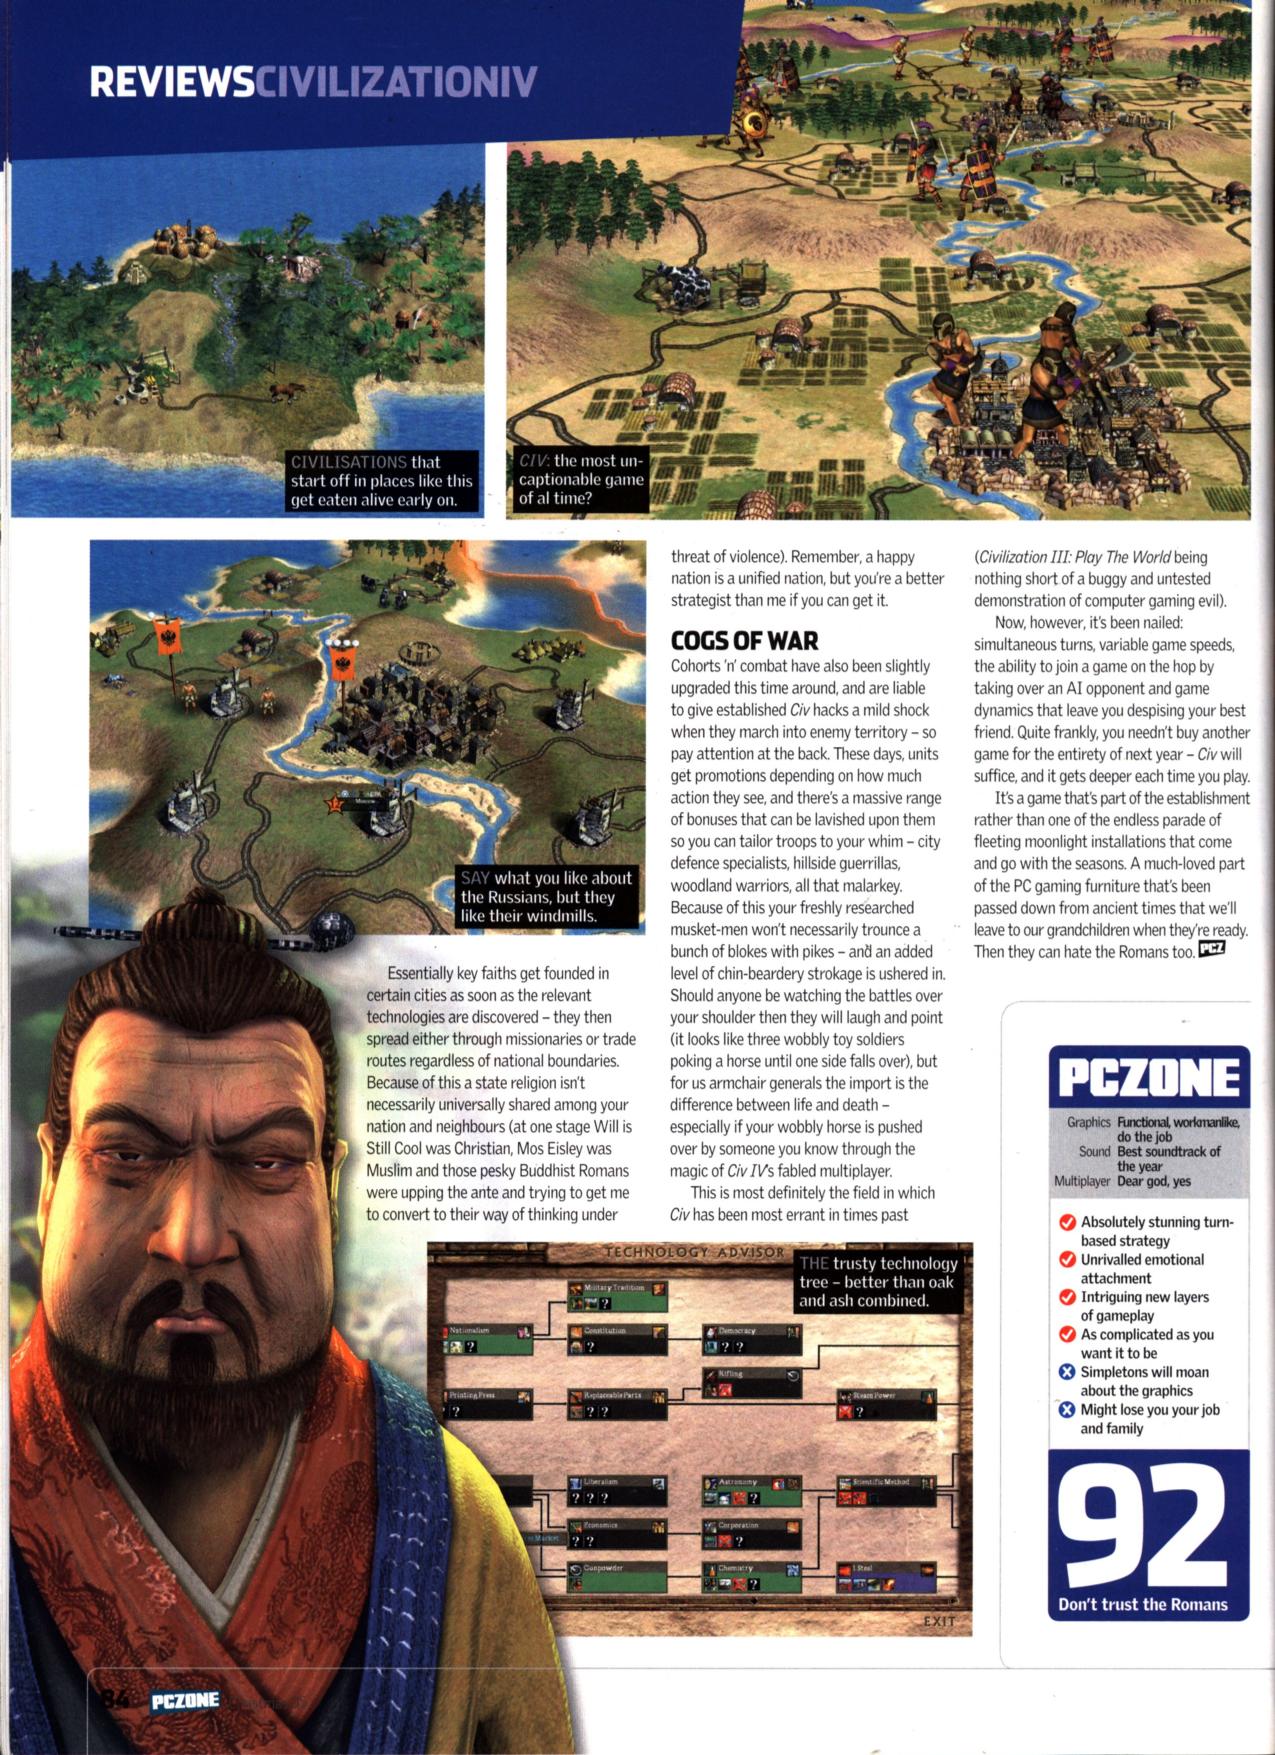 REVIEWSCIVILIZATIONIV
CIVILISATIONS that
start off in places like this
get eaten alive early on.
CIV: the most un-
captionable game
of al time?
SAY what you like about
the Russians, but they
like their windmills.
Essentially key faiths get founded in
certain cities as soon as the relevant
technologies are discovered – they then
spread either through missionaries or trade
routes regardless of national boundaries.
Because of this a state religion isn't
necessarily universally shared among your
nation and neighbours (at one stage Will is
Still Cool was Christian, Mos Eisley was
Muslim and those pesky Buddhist Romans
were upping the ante and trying to get me
to convert to their way of thinking under
threat of violence). Remember, a happy
nation is a unified nation, but you're a better
strategist than me if you can get it.
COGS OF WAR
Cohorts 'n' combat have also been slightly
upgraded this time around, and are liable
to give established Civ hacks a mild shock
when they march into enemy territory – so
pay attention at the back. These days, units
get promotions depending on how much
action they see, and there's a massive range
of bonuses that can be lavished upon them
so you can tailor troops to your whim – city
defence specialists, hillside guerrillas,
woodland warriors, all that malarkey.
Because of this your freshly researched
musket-men won't necessarily trounce a
bunch of blokes with pikes – and an added
level of chin-beardery strokage is ushered in.
Should anyone be watching the battles over
your shoulder then they will laugh and point
(it looks like three wobbly toy soldiers
poking a horse until one side falls over), but
for us armchair generals the import is the
difference between life and death –
especially if your wobbly horse is pushed
over by someone you know through the
magic of Civ IV's fabled multiplayer.
This is most definitely the field in which
Civ has been most errant in times past
(Civilization III: Play The World being
nothing short of a buggy and untested
demonstration of computer gaming evil).
Now, however, it's been nailed:
simultaneous turns, variable game speeds,
the ability to join a game on the hop by
taking over an AI opponent and game
dynamics that leave you despising your best
friend. Quite frankly, you needn't buy another
game for the entirety of next year – Civ will
suffice, and it gets deeper each time you play.
It's a game that's part of the establishment
rather than one of the endless parade of
fleeting moonlight installations that come
and go with the seasons. A much-loved part
of the PC gaming furniture that's been
passed down from ancient times that we'll
leave to our grandchildren when they're ready.
Then they can hate the Romans too. PCZ
TECHNOLOGY ADVISOR
THE trusty technology
tree – better than oak
and ash combined.
Military Tradition
?
Nationalism
?
Constitution
?
Democracy
? ?
Rifling
Printing Press
?
Replaceable Parts
? ?
Steam Power
?
Liberalism
? ? ?
Astronomy
?
Scientific Method
Economics
? ?
Corporation
?
Market
Gunpowder
Chemistry
?
Steel
EXIT
PCZONE
Graphics Functional, workmanlike,
do the job
Sound Best soundtrack of
the year
Multiplayer Dear god, yes
Absolutely stunning turn-
based strategy
Unrivalled emotional
attachment
Intriguing new layers
of gameplay
As complicated as you
want it to be
Simpletons will moan
about the graphics
Might lose you your job
and family
92
Don't trust the Romans
84 PCZONE